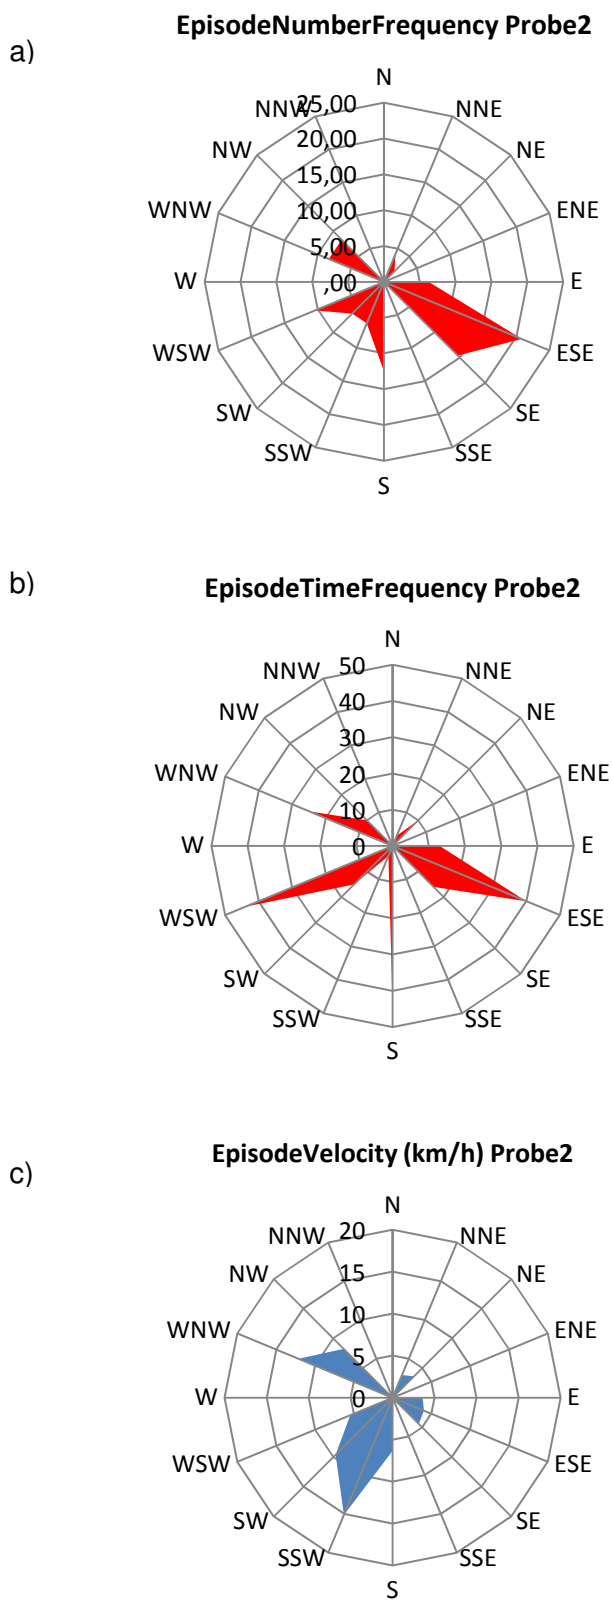 EpisodeNumberFrequency Probe2
a)
N
NNW
25,00
NNE
20,00
NW
NE
15,00
WNW
10,00
ENE
5,00
W
,00
E
WSW
ESE
SW
SE
SSW
SSE
S
b)
EpisodeTimeFrequency Probe2
N
NNW
50
NNE
40
NW
NE
30
WNW
20
ENE
10
W
0
E
WSW
ESE
SW
SE
SSW
SSE
S
EpisodeVelocity (km/h) Probe2
c)
N
NNW
20
NNE
15
NW
NE
10
WNW
ENE
5
W
0
E
WSW
ESE
SW
SE
SSW
SSE
S